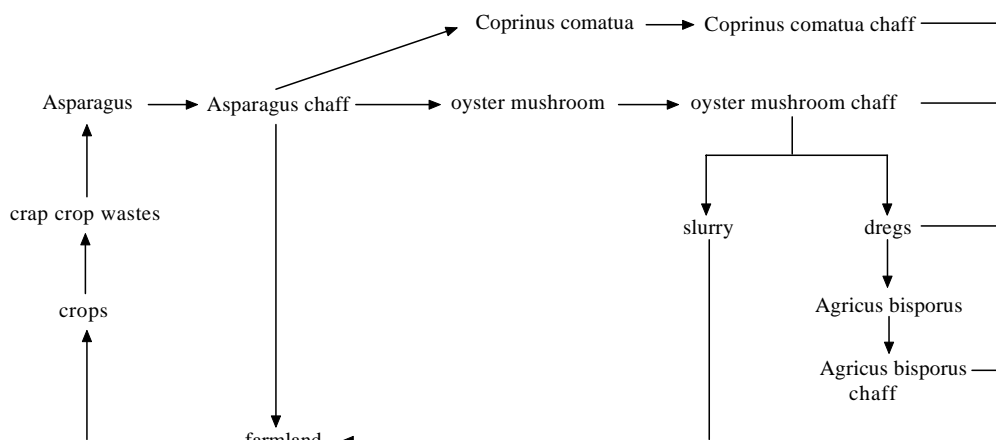 Coprinus comatua
Coprinus comatua chaff
Asparagus
Asparagus chaff
oyster mushroom
oyster mushroom chaff
crap crop wastes
slurry
dregs
crops
Agricus bisporus
Agricus bisporus
chaff
farmland